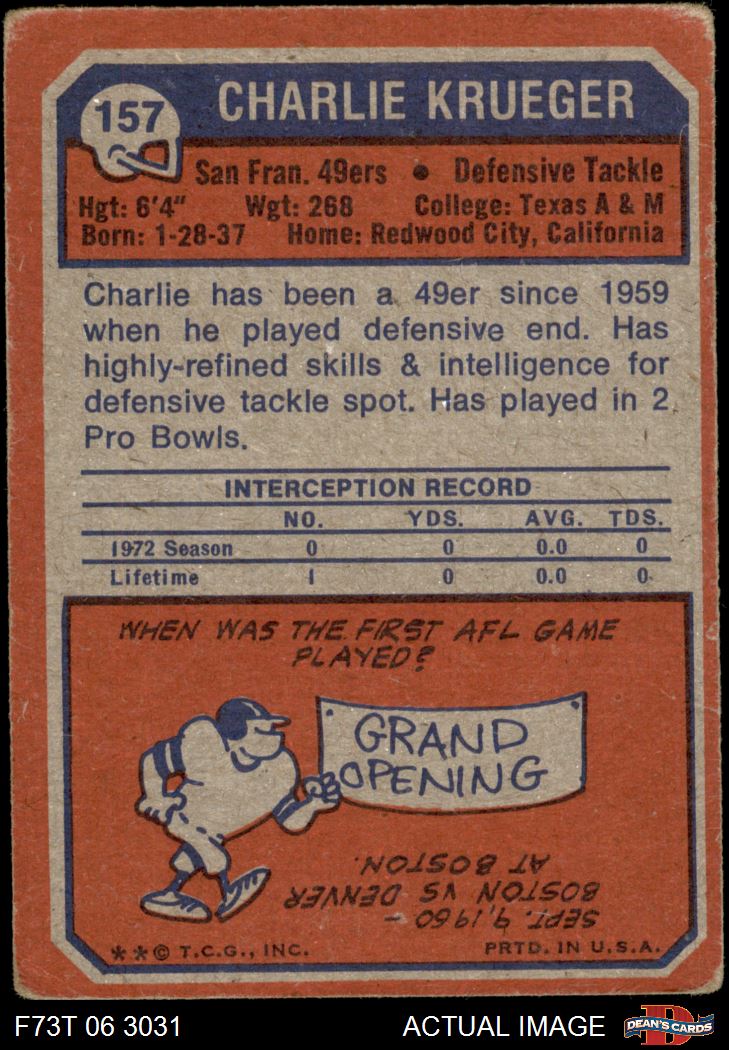 157
CHARLIE KRUEGER
San Fran. 49ers • Defensive Tackle
Hgt: 6'4" Wgt: 268 College: Texas A & M
Born: 1-28-37 Home: Redwood City, California
Charlie has been a 49er since 1959
when he played defensive end. Has
highly-refined skills & intelligence for
defensive tackle spot. Has played in 2
Pro Bowls.
INTERCEPTION RECORD
NO. YDS. AVG. TDS.
1972 Season 0 0 0.0 0
Lifetime 1 0 0.0 0
WHEN WAS THE FIRST AFL GAME
PLAYED?
GRAND
OPENING
SEPT. 9, 1960 -
BOSTON VS DENVER
AT BOSTON.
**© T.C.G., INC. PRTD. IN U.S.A.
F73T 06 3031 ACTUAL IMAGE
D
DEAN'S CARDS